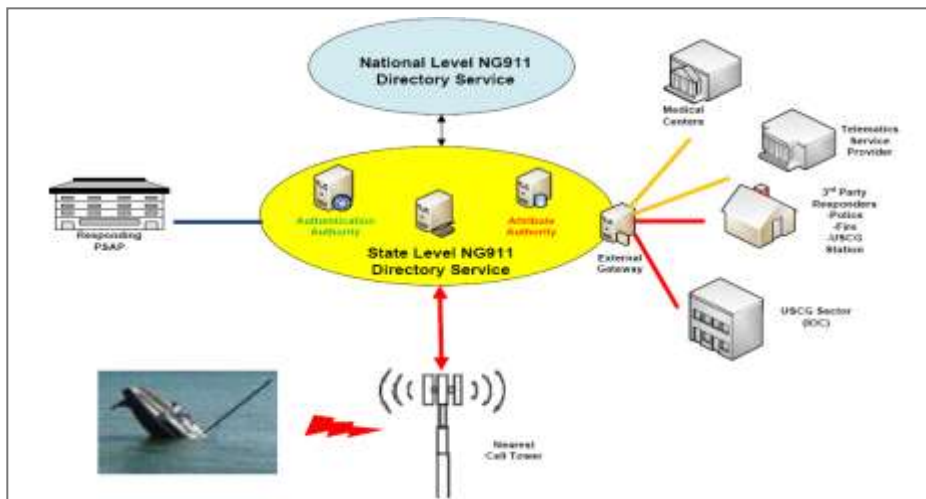 National Level NG911
Directory Service
Medical
Centers
Telematics
Service
Provider
Authentication
Authority
Attribute
Authority
State Level NG911
Directory Service
Responding
PSAP
External
Gateway
3rd Party
Responders
-Police
-Fire
-USCG
Station
USCG Sector
(IOC)
Nearest
Call Tower